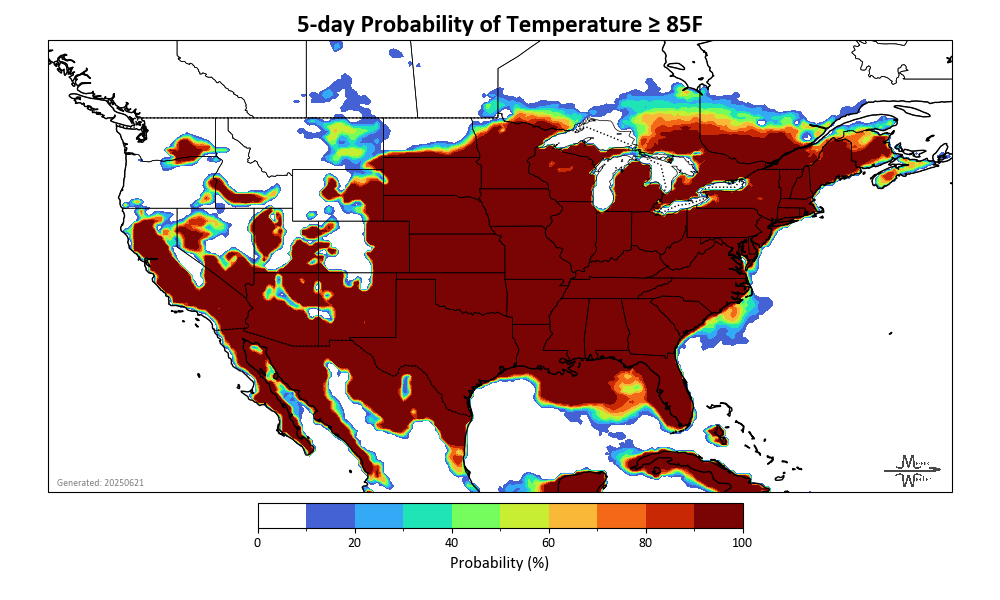 5-day Probability of Temperature ≥ 85F
Generated: 20250621
0 20 40 60 80 100
Probability (%)